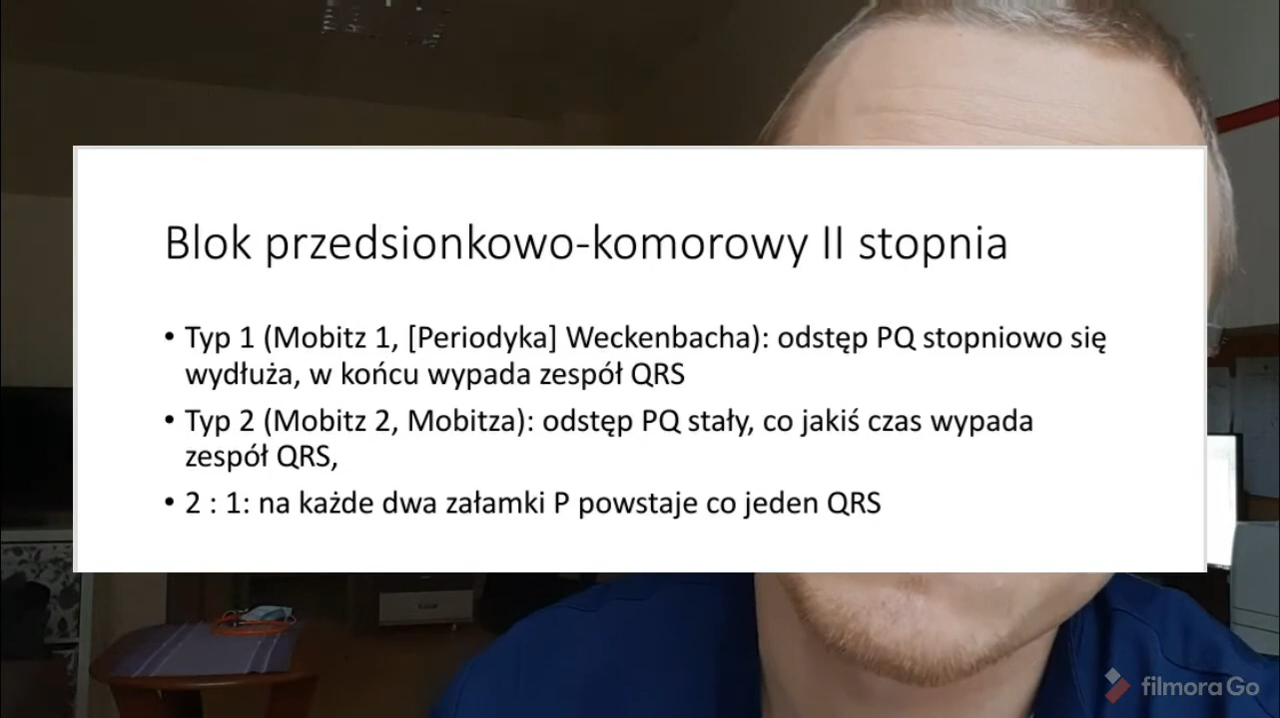 Blok przedsionkowo-komorowy II stopnia
• Typ 1 (Mobitz 1, [Periodyka] Weckenbacha): odstęp PQ stopniowo się
wydłuża, w końcu wypada zespół QRS
• Typ 2 (Mobitz 2, Mobitza): odstęp PQ stały, co jakiś czas wypada
zespół QRS,
• 2 : 1: na każde dwa załamki P powstaje co jeden QRS
filmora Go